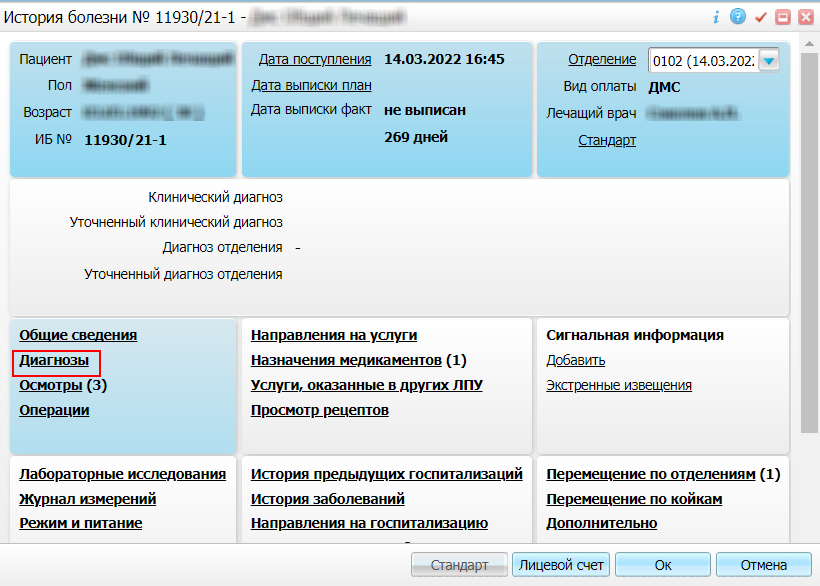 История болезни № 11930/21-1 -
Пациент
Пол
Возраст
ИБ № 11930/21-1
Дата поступления 14.03.2022 16:45
Дата выписки план
Дата выписки факт не выписан
269 дней
Отделение 0102 (14.03.2022
Вид оплаты ДМС
Лечащий врач
Стандарт
Клинический диагноз
Уточненный клинический диагноз
Диагноз отделения -
Уточненный диагноз отделения
Общие сведения
Диагнозы
Осмотры (3)
Операции
Направления на услуги
Назначения медикаментов (1)
Услуги, оказанные в других ЛПУ
Просмотр рецептов
Сигнальная информация
Добавить
Экстренные извещения
Лабораторные исследования
Журнал измерений
Режим и питание
История предыдущих госпитализаций
История заболеваний
Направления на госпитализацию
Перемещение по отделениям (1)
Перемещение по койкам
Дополнительно
Стандарт
Лицевой счет
Ок
Отмена